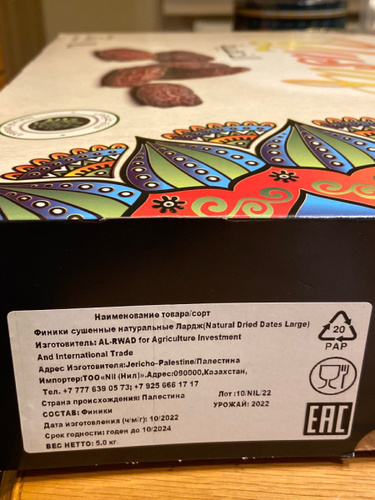 Наименование товара/сорт
Финики сушенные натуральные Лардж(Natural Dried Dates Large)
Изготовитель: AL-RWAD for Agriculture Investment
And International Trade
Адрес Изготовителя:Jericho-Palestine/Палестина
Импортер:ТОО«Nil (Нил)».Адрес:090000,Казахстан,
Тел. +7 777 639 05 73; +7 925 666 17 17
Страна происхождения: Палестина
Лот :10/NIL/22
СОСТАВ: Финики
УРОЖАЙ: 2022
Дата изготовления (ч/м/г): 10/2022
Срок годности: годен до 10/2024
ВЕС НЕТТО: 5.0 кг.
20
PAP
EAC